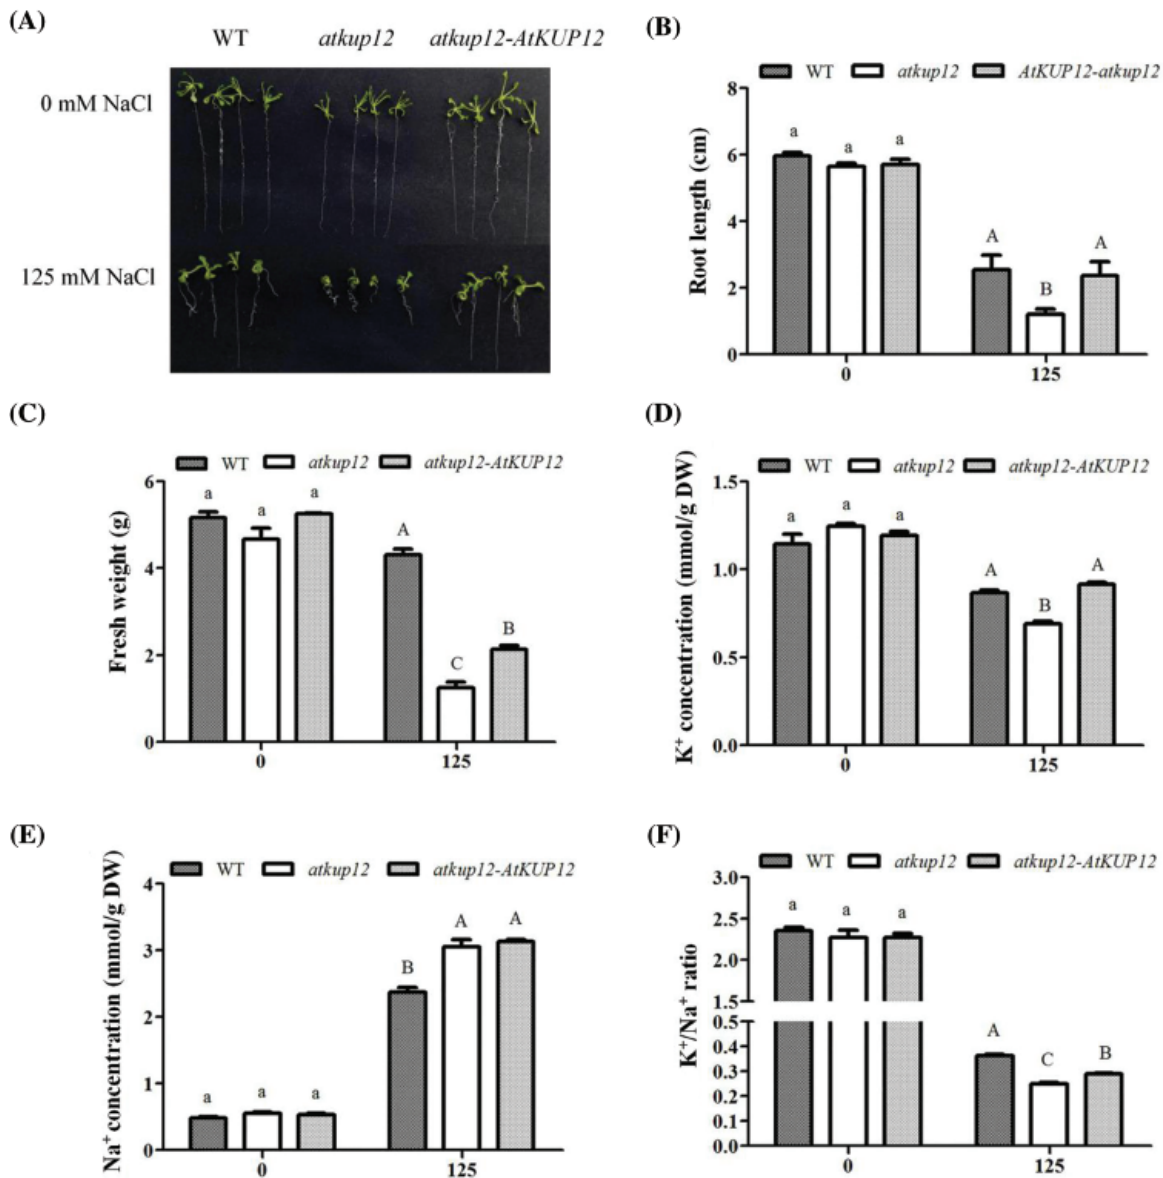 (A)
WT atkup12 atkup12-AtKUP12
0 mM NaCl
125 mM NaCl
(B)
WT atkup12 AtKUP12-atkup12
Root length (cm)
8
6
4
2
0
a a a
A B A
0 125
(C)
WT atkup12 atkup12-AtKUP12
Fresh weight (g)
6
4
2
0
a a a
A C B
0 125
(D)
WT atkup12 atkup12-AtKUP12
K⁺ concentration (mmol/g DW)
1.5
1.0
0.5
0.0
a a a
A B A
0 125
(E)
WT atkup12 atkup12-AtKUP12
Na⁺ concentration (mmol/g DW)
4
3
2
1
0
a a a
B A A
0 125
(F)
WT atkup12 atkup12-AtKUP12
K⁺/Na⁺ ratio
3.0
2.5
2.0
1.5
0.5
0.4
0.3
0.2
0.1
0.0
a a a
A C B
0 125